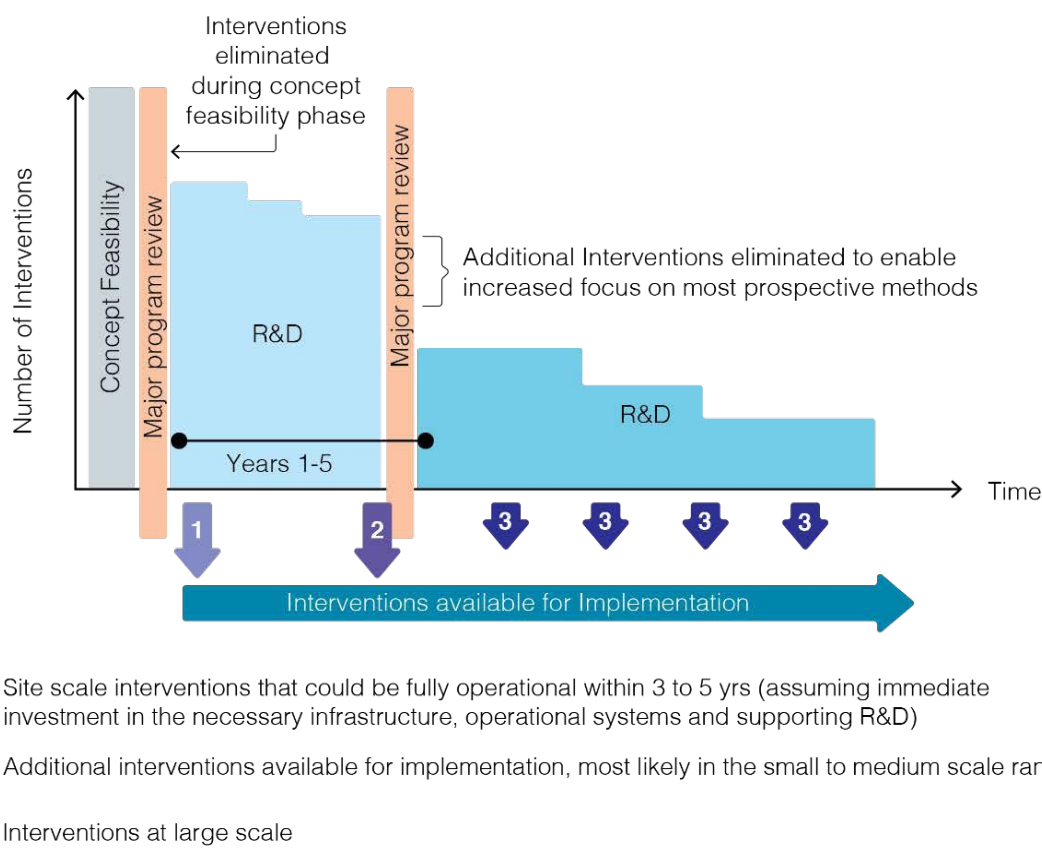 Interventions
eliminated
during concept
feasibility phase
Number of Interventions
Concept Feasibility
Major program review
R&D
Years 1-5
Major program review
Additional Interventions eliminated to enable
increased focus on most prospective methods
R&D
Time
1
2
3
3
3
3
Interventions available for Implementation
Site scale interventions that could be fully operational within 3 to 5 yrs (assuming immediate
investment in the necessary infrastructure, operational systems and supporting R&D)
Additional interventions available for implementation, most likely in the small to medium scale
Interventions at large scale